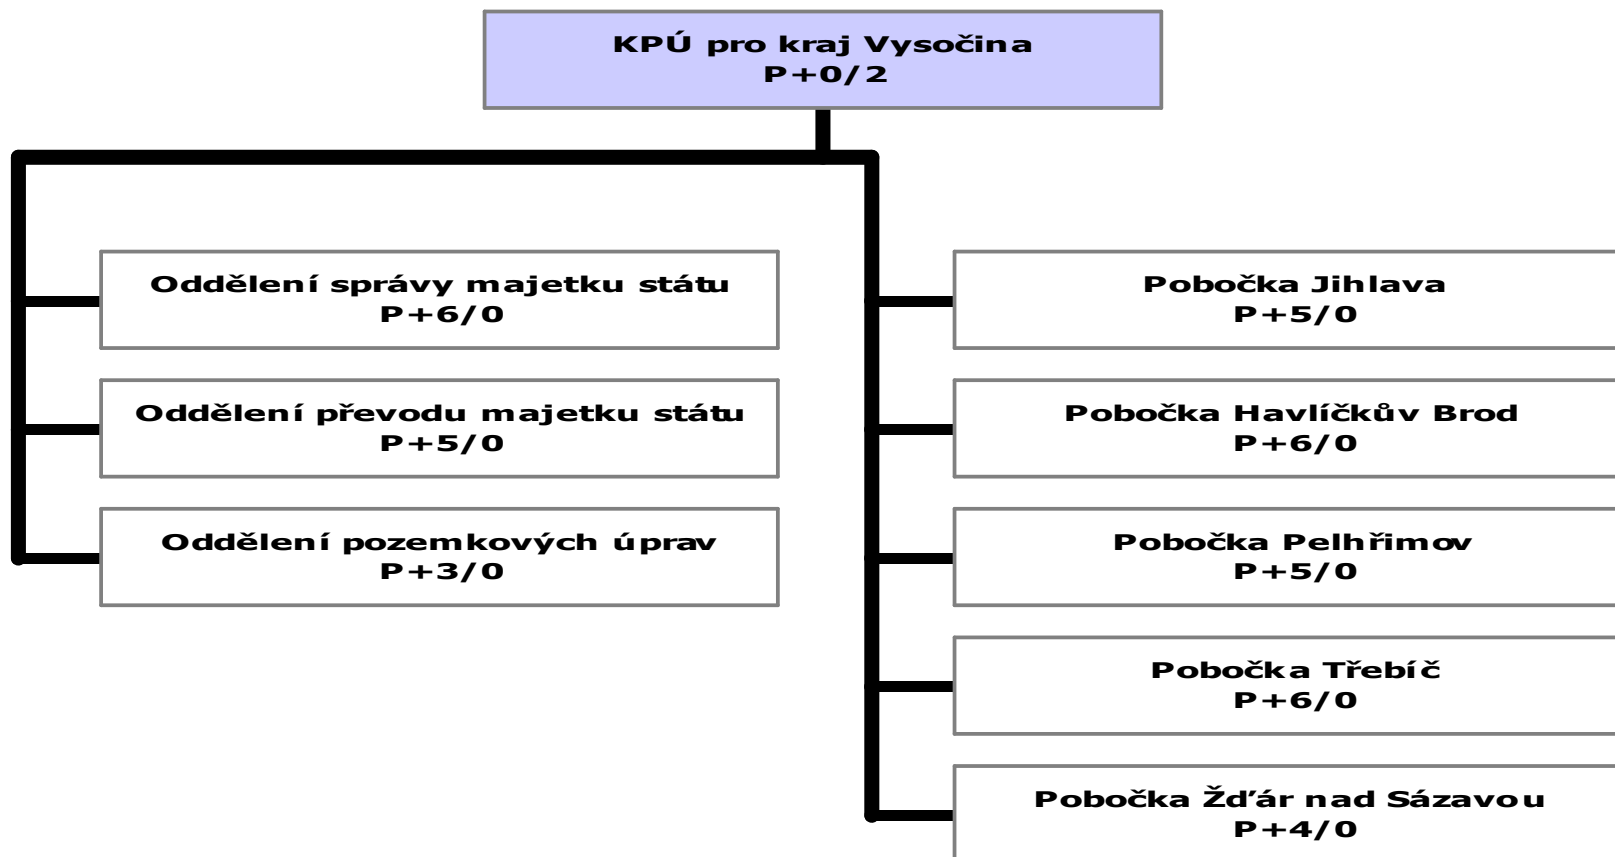 KPÚ pro kraj Vysočina
P+0/2
Oddělení správy majetku státu
P+6/0
Oddělení převodu majetku státu
P+5/0
Oddělení pozemkových úprav
P+3/0
Pobočka Jihlava
P+5/0
Pobočka Havlíčkův Brod
P+6/0
Pobočka Pelhřimov
P+5/0
Pobočka Třebíč
P+6/0
Pobočka Žďár nad Sázavou
P+4/0